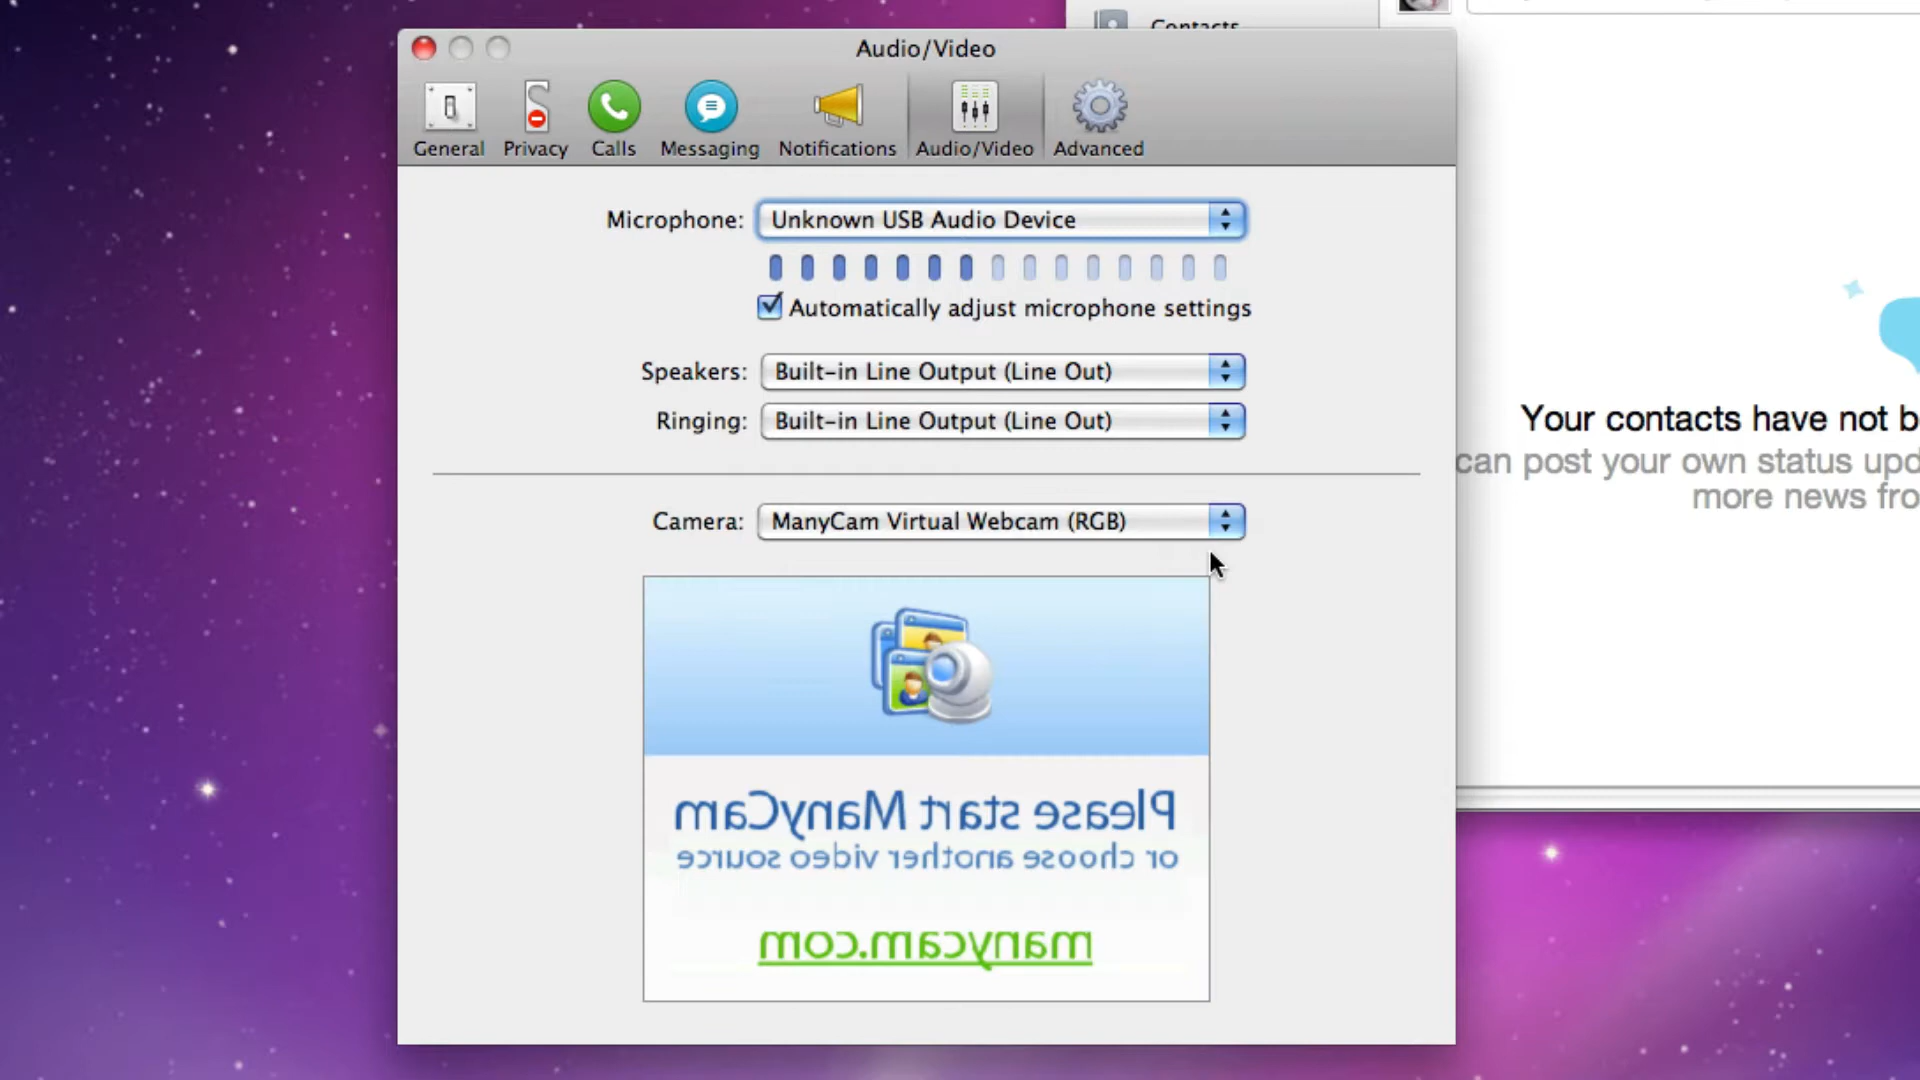 Contacts
Audio/Video
General Privacy Calls Messaging Notifications Audio/Video Advanced
Microphone: Unknown USB Audio Device
Automatically adjust microphone settings
Speakers: Built-in Line Output (Line Out)
Ringing: Built-in Line Output (Line Out)
Your contacts have not b
can post your own status upd
more news fro
Camera: ManyCam Virtual Webcam (RGB)
Please start ManyCam
or choose another video source
manycam.com